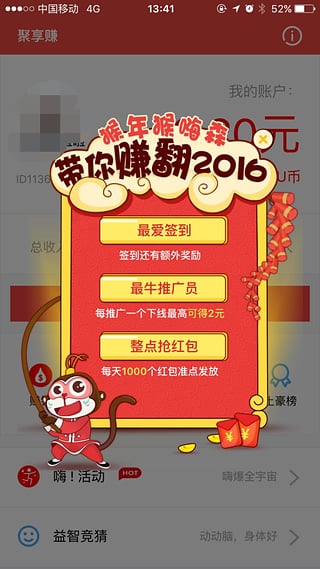 中国移动 4G 13:41 52%
聚享赚
我的账户:
0元
ID1136
U币
猴年猴嗨森
带你赚翻2016
最爱签到
签到还有额外奖励
总收入
最牛推广员
每推广一个下线最高可得2元
整点抢红包
每天1000个红包准点发放
土豪榜
嗨!活动 HOT 嗨爆全宇宙
益智竞猜 动动脑,身体好